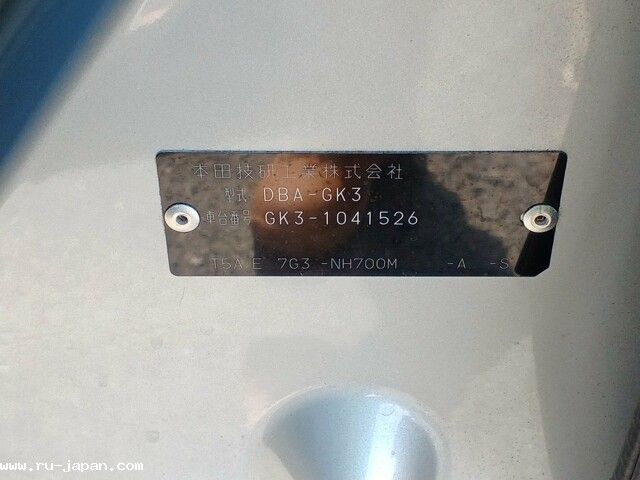 本田技研工業株式会社
型式 DBA-GK3
車台番号 GK3-1041526
T5A E 7G3 -NH700M -A -S
www.ru-japan.com